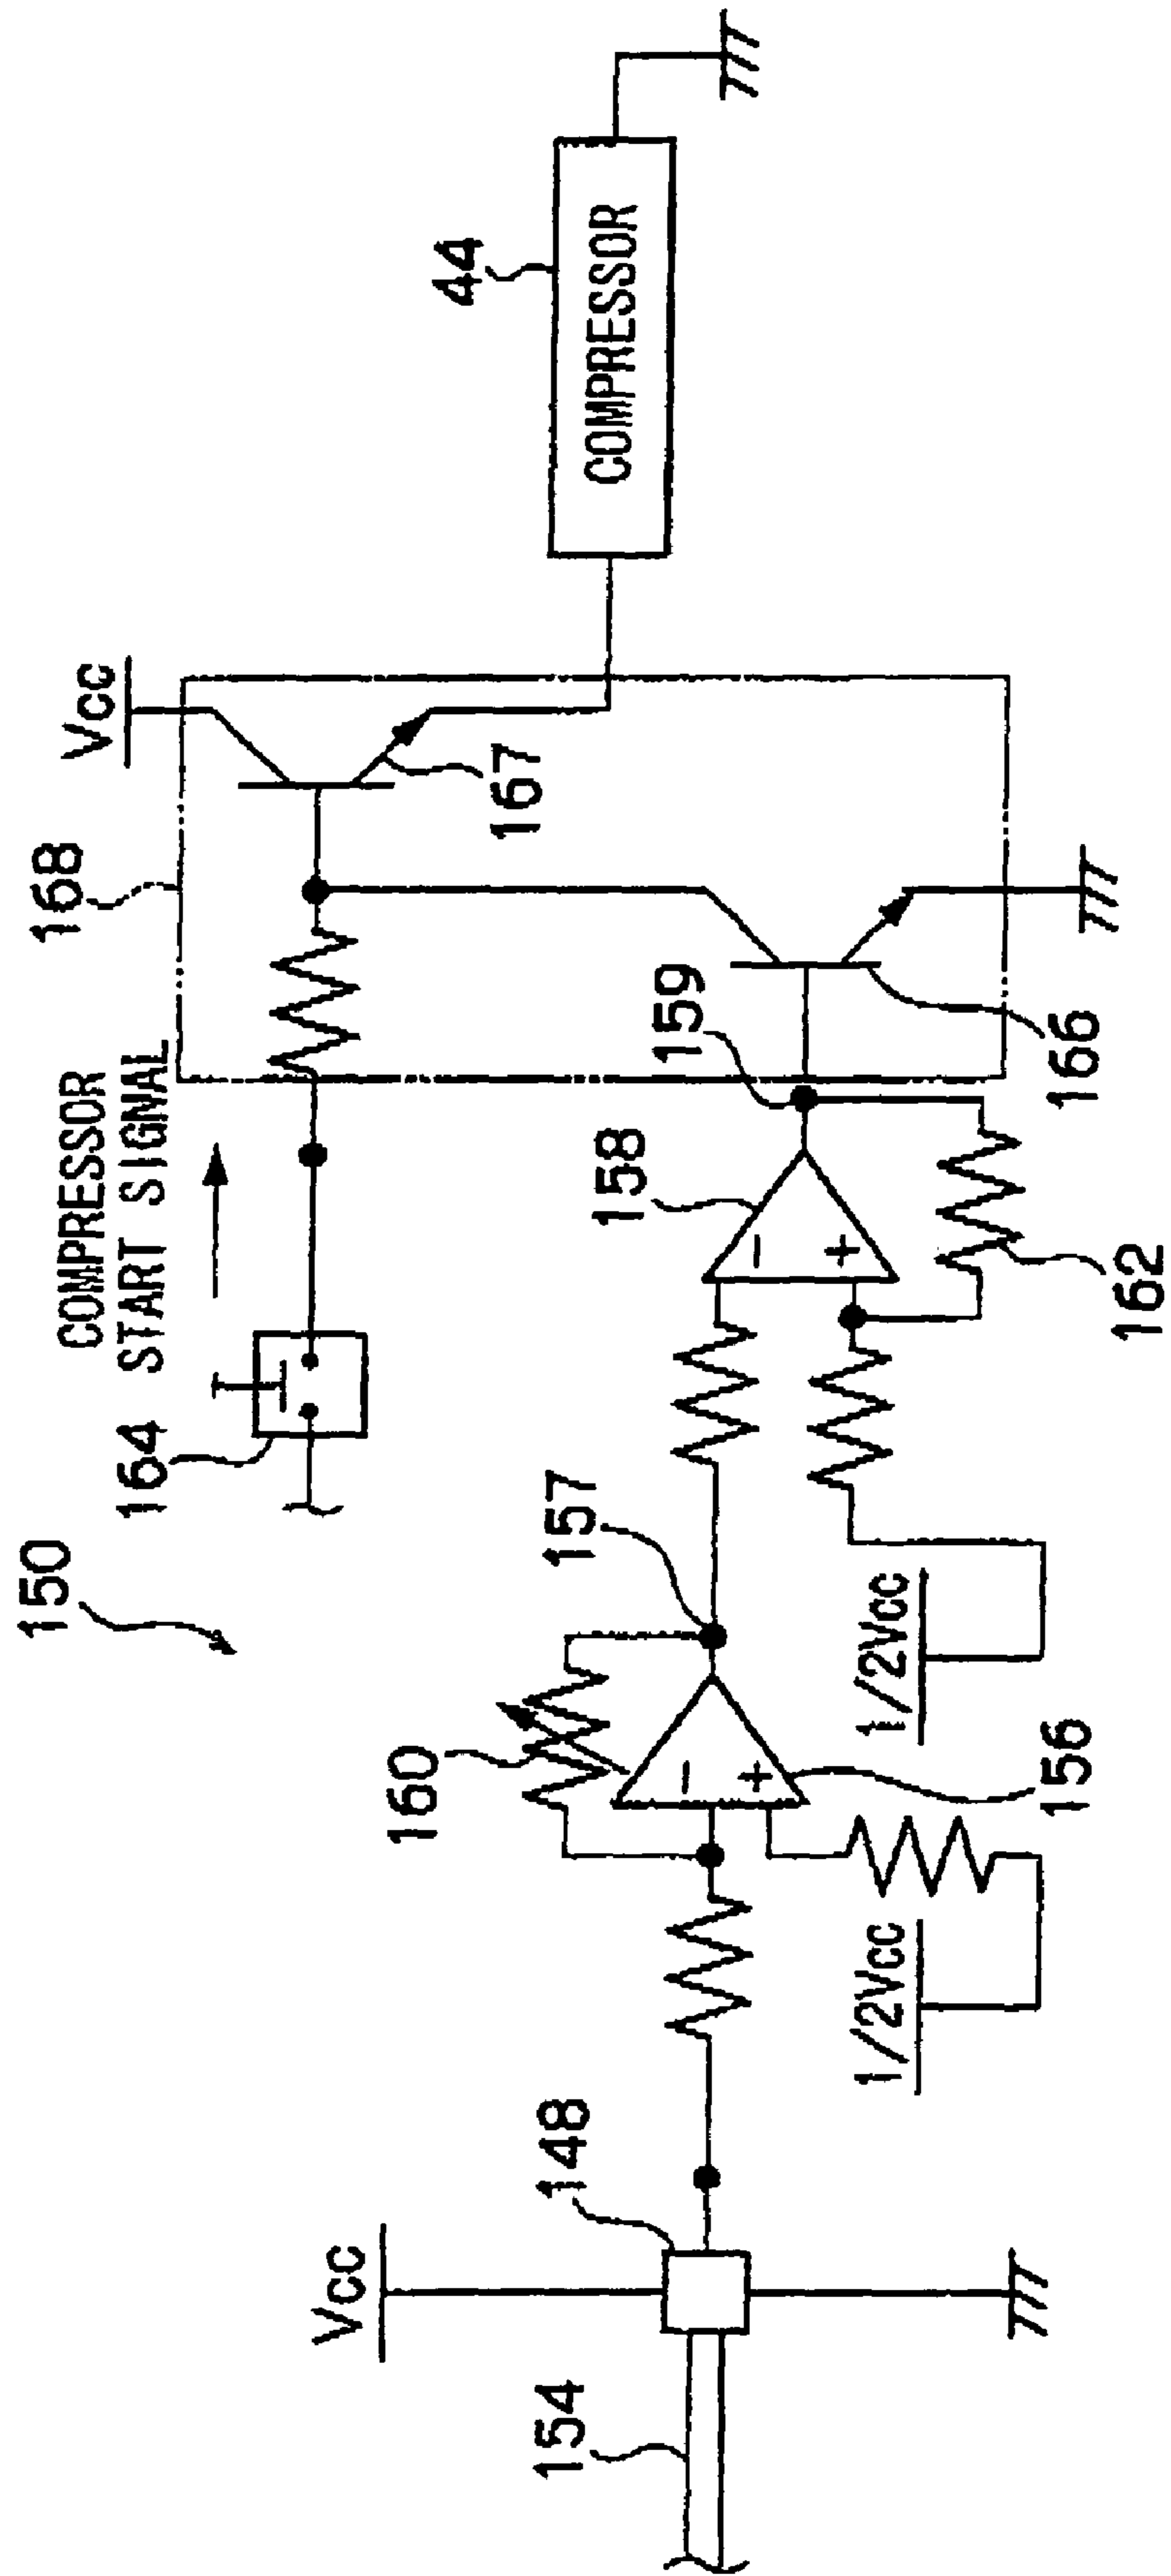 150
168
Vcc
COMPRESSOR
START SIGNAL
164
167
44
COMPRESSOR
160
157
158
159
166
162
Vcc
148
154
156
1/2Vcc
1/2Vcc
-
+
-
+